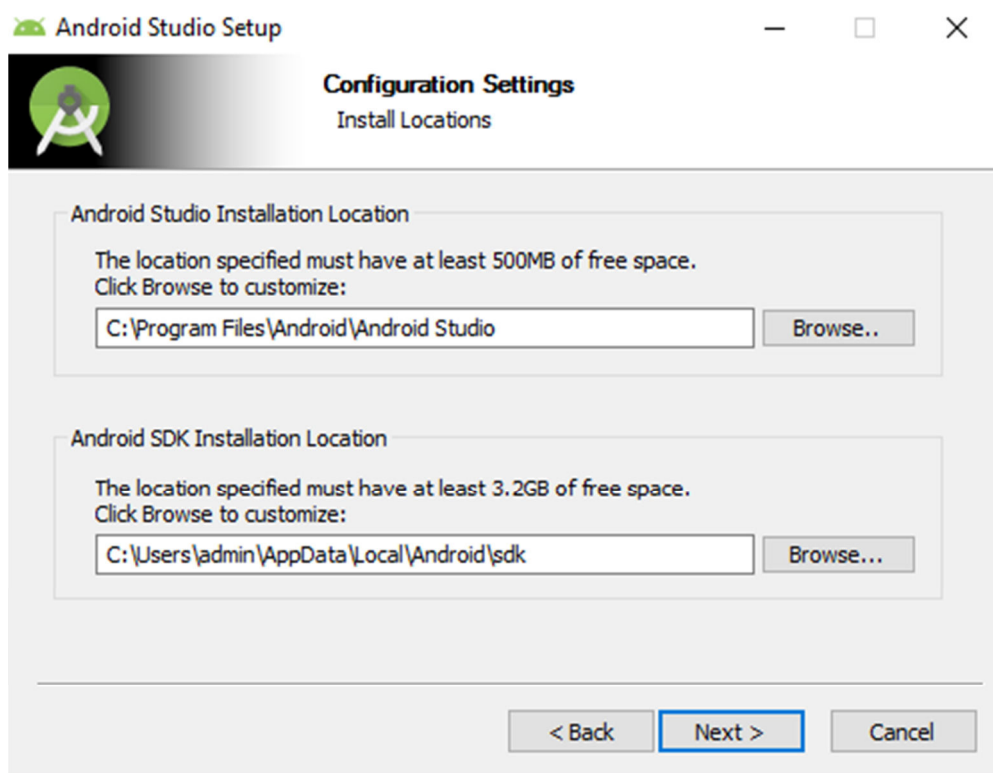 Android Studio Setup
Configuration Settings
Install Locations
Android Studio Installation Location
The location specified must have at least 500MB of free space.
Click Browse to customize:
C:\Program Files\Android\Android Studio
Browse..
Android SDK Installation Location
The location specified must have at least 3.2GB of free space.
Click Browse to customize:
C:\Users\admin\AppData\Local\Android\sdk
Browse...
< Back Next > Cancel